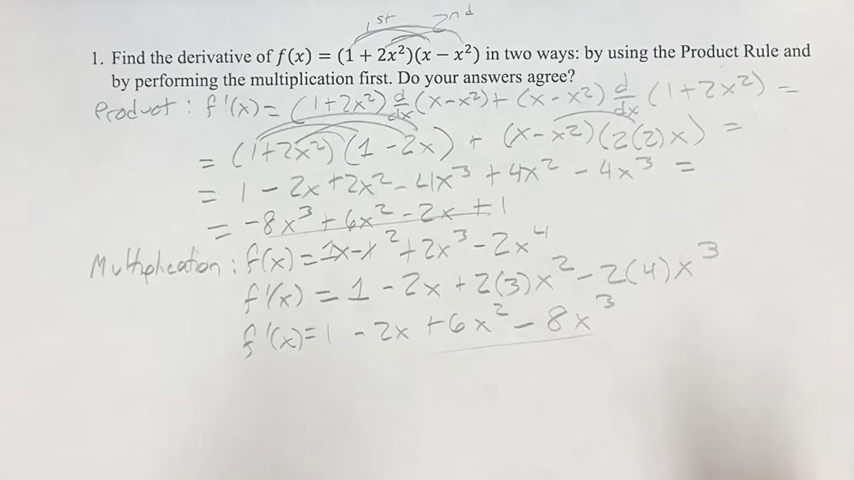 1st 2nd
1. Find the derivative of f(x) = (1 + 2x²)(x − x²) in two ways: by using the Product Rule and
by performing the multiplication first. Do your answers agree?
Product: f'(x) = (1+2x²) d/dx (x-x²) + (x-x²) d/dx (1+2x²) =
= (1+2x²)(1-2x) + (x-x²)(2(2)x) =
= 1 - 2x + 2x² - 4x³ + 4x² - 4x³ =
= -8x³ + 6x² - 2x + 1
Multiplication: f(x) = 1x-x² + 2x³ - 2x⁴
f'(x) = 1 - 2x + 2(3)x² - 2(4)x³
f'(x) = 1 - 2x + 6x² - 8x³